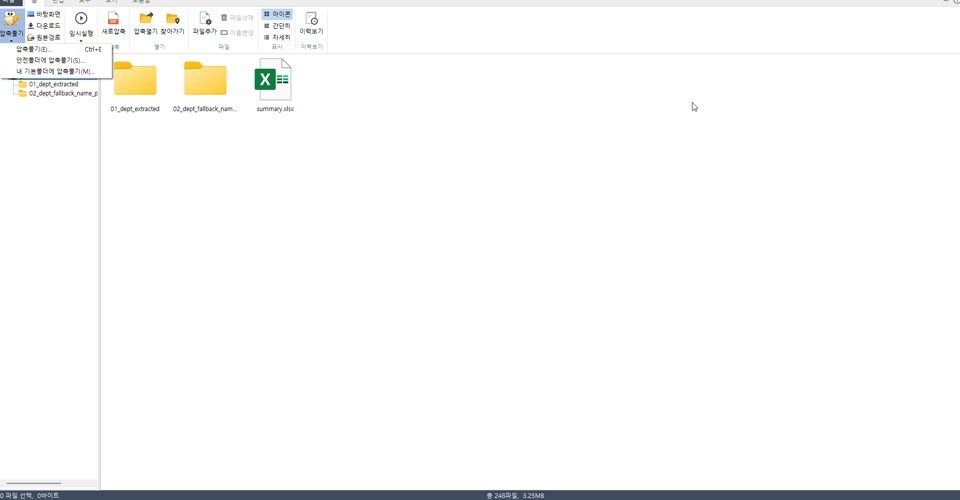 압축풀기
바탕화면
다운로드
원본경로
임시실행
새로압축
압축열기
찾아가기
열기
파일추가
파일삭제
이름변경
파일
아이콘
간단히
자세히
표시
이력보기
이력보기
압축풀기(E)... Ctrl+E
안전폴더에 압축풀기(S)...
내 기본폴더에 압축풀기(M)...
01_dept_extracted
02_dept_fallback_name_p
01_dept_extracted
02_dept_fallback_nam...
summary.xlsx
0 파일 선택, 0바이트
총 248파일, 3.25MB